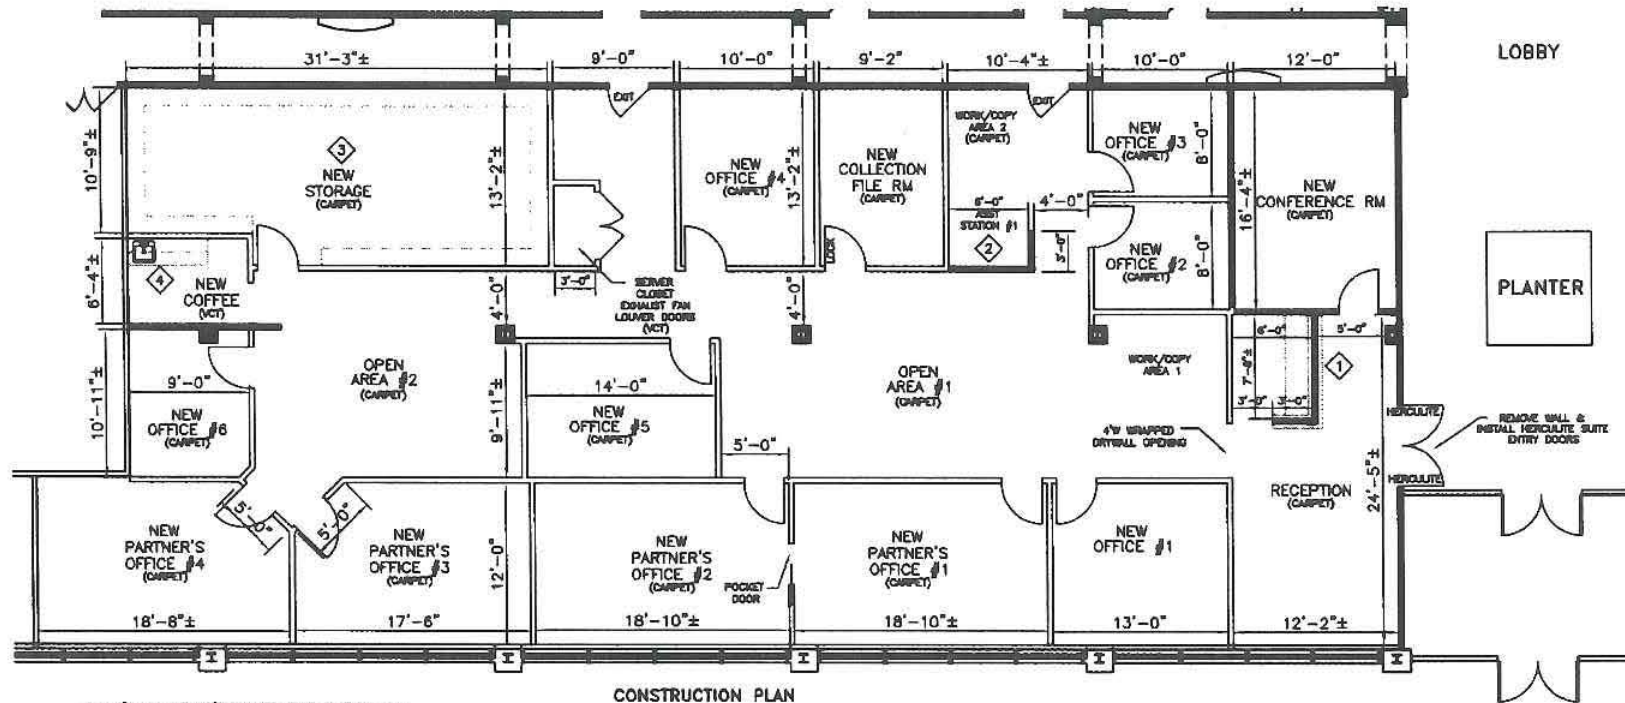 LOBBY
31'-3"±
9'-0"
10'-0"
9'-2"
10'-4"±
10'-0"
12'-0"
EXIT
EXIT
10'-9"±
3
NEW
STORAGE
(CARPET)
13'-2"±
NEW
OFFICE #4
(CARPET)
13'-2"±
NEW
COLLECTION
FILE RM
(CARPET)
LOOK
WORK/COPY
AREA 2
(CARPET)
NEW
OFFICE #3
(CARPET)
8'-0"
16'-4"±
NEW
CONFERENCE RM
(CARPET)
6'-0"
ASST
STATION #1
2
4'-0"
3'-0"
NEW
OFFICE #2
(CARPET)
8'-0"
PLANTER
6'-4"±
4
NEW
COFFEE
(VCT)
3'-0"
SERVER
CLOSET
EXHAUST FAN
LOUVER DOORS
(VCT)
4'-0"
4'-0"
6'-0"
5'-0"
7'-8"±
1
3'-0"
3'-0"
10'-11"±
9'-0"
NEW
OFFICE #6
(CARPET)
OPEN
AREA #2
(CARPET)
9'-11"±
14'-0"
NEW
OFFICE #5
(CARPET)
5'-0"
OPEN
AREA #1
(CARPET)
WORK/COPY
AREA 1
4'W WRAPPED
DRYWALL OPENING
HERCULITE
HERCULITE
REMOVE WALL &
INSTALL HERCULITE SUITE
ENTRY DOORS
RECEPTION
(CARPET)
24'-5"±
5'-0"
5'-0"
NEW
PARTNER'S
OFFICE #4
(CARPET)
NEW
PARTNER'S
OFFICE #3
(CARPET)
12'-0"
NEW
PARTNER'S
OFFICE #2
(CARPET)
POCKET
DOOR
NEW
PARTNER'S
OFFICE #1
(CARPET)
NEW
OFFICE #1
(CARPET)
18'-8"±
17'-6"
18'-10"±
18'-10"±
13'-0"
12'-2"±
CONSTRUCTION PLAN